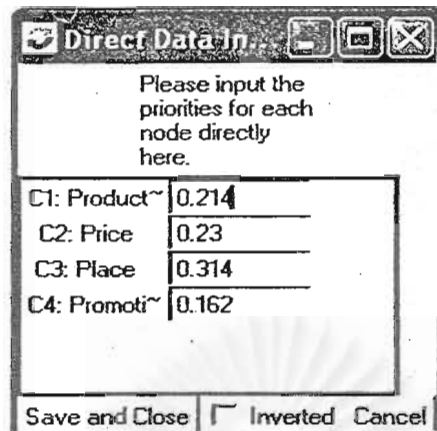 Direct Data In...
Please input the
priorities for each
node directly
here.
C1: Product~ 0.214
C2: Price 0.23
C3: Place 0.314
C4: Promoti~ 0.162
Save and Close Inverted Cancel